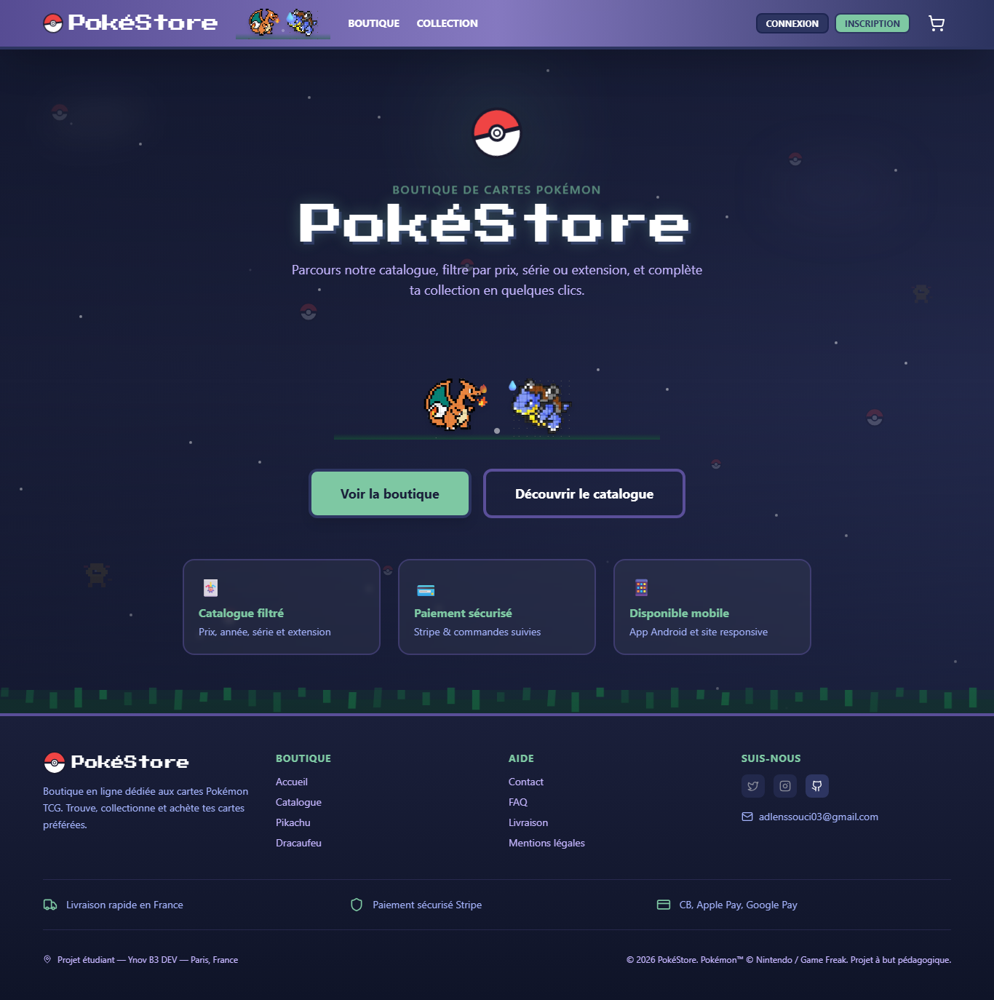 PokéStore
BOUTIQUE
COLLECTION
CONNEXION
INSCRIPTION
BOUTIQUE DE CARTES POKÉMON
PokéStore
Parcours notre catalogue, filtre par prix, série ou extension, et complète
ta collection en quelques clics.
Voir la boutique
Découvrir le catalogue
Catalogue filtré
Prix, année, série et extension
Paiement sécurisé
Stripe & commandes suivies
Disponible mobile
App Android et site responsive
PokéStore
Boutique en ligne dédiée aux cartes Pokémon
TCG. Trouve, collectionne et achète tes cartes
préférées.
BOUTIQUE
Accueil
Catalogue
Pikachu
Dracaufeu
AIDE
Contact
FAQ
Livraison
Mentions légales
SUIS-NOUS
adlenssouci03@gmail.com
Livraison rapide en France
Paiement sécurisé Stripe
CB, Apple Pay, Google Pay
Projet étudiant — Ynov B3 DEV — Paris, France
© 2026 PokéStore. Pokémon™ © Nintendo / Game Freak. Projet à but pédagogique.